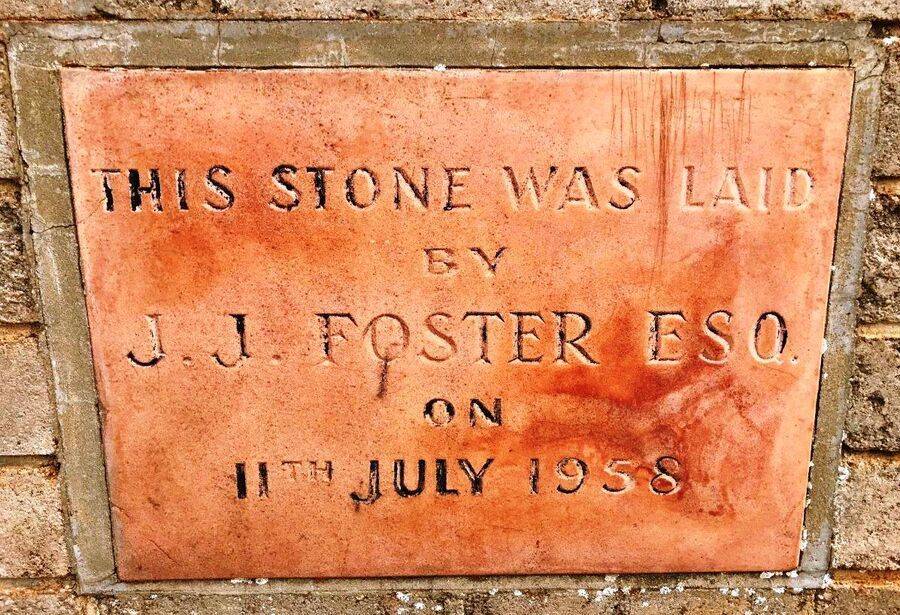 THIS STONE WAS LAID
BY
J. J. FOSTER ESQ.
ON
11TH JULY 1958